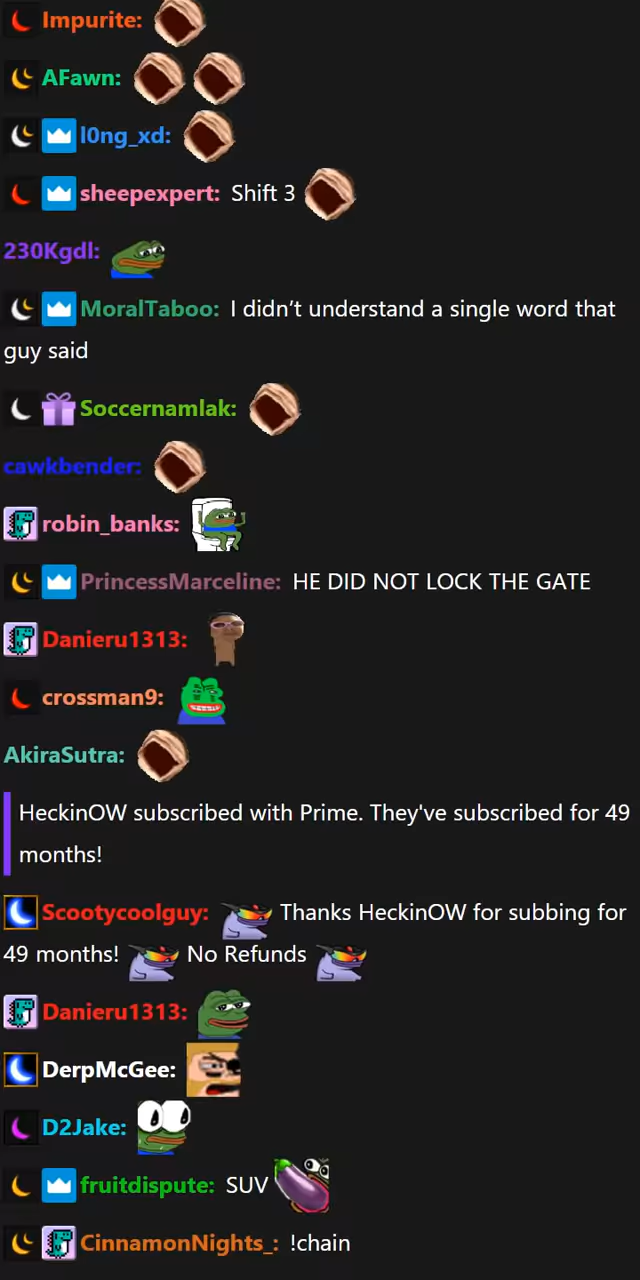 Impurite:
AFawn:
l0ng_xd:
sheepexpert: Shift 3
230Kgdl:
MoralTaboo: I didn’t understand a single word that
guy said
Soccernamlak:
cawkbender:
robin_banks:
PrincessMarceline: HE DID NOT LOCK THE GATE
Danieru1313:
crossman9:
AkiraSutra:
HeckinOW subscribed with Prime. They've subscribed for 49
months!
Scootycoolguy: Thanks HeckinOW for subbing for
49 months! No Refunds
Danieru1313:
DerpMcGee:
D2Jake:
fruitdispute: SUV
CinnamonNights_: !chain